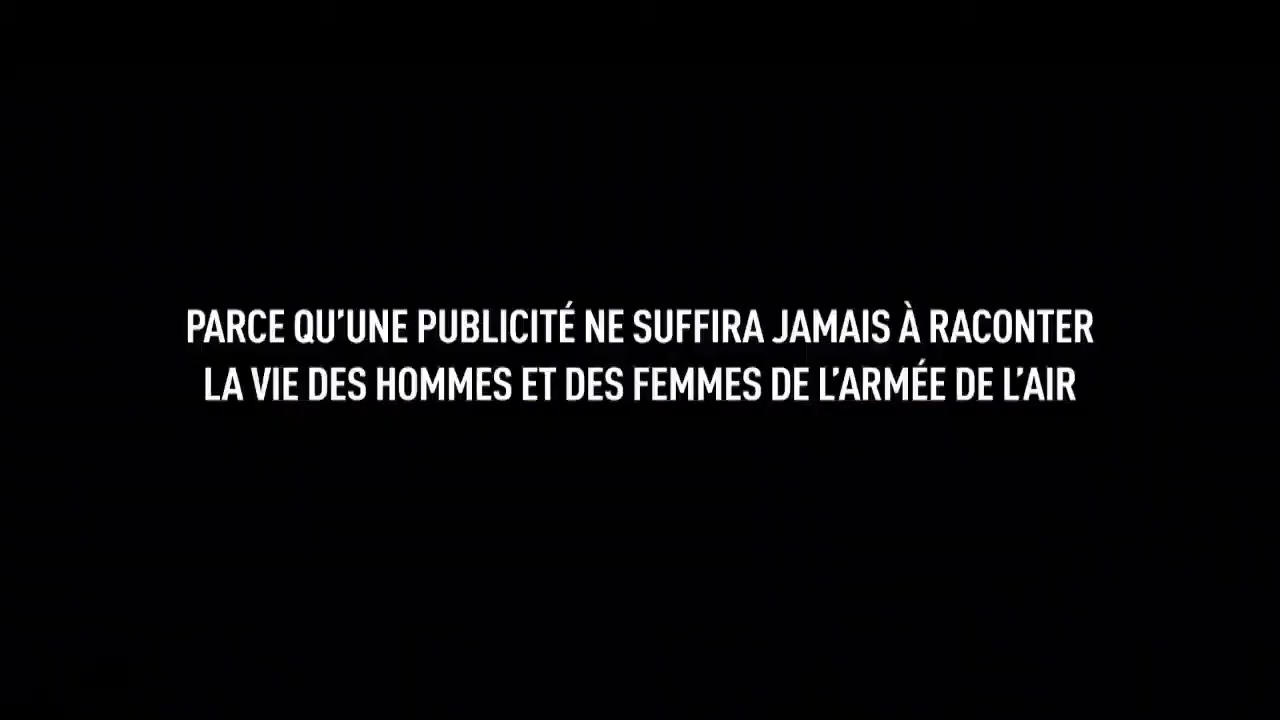 PARCE QU’UNE PUBLICITÉ NE SUFFIRA JAMAIS À RACONTER
LA VIE DES HOMMES ET DES FEMMES DE L’ARMÉE DE L’AIR